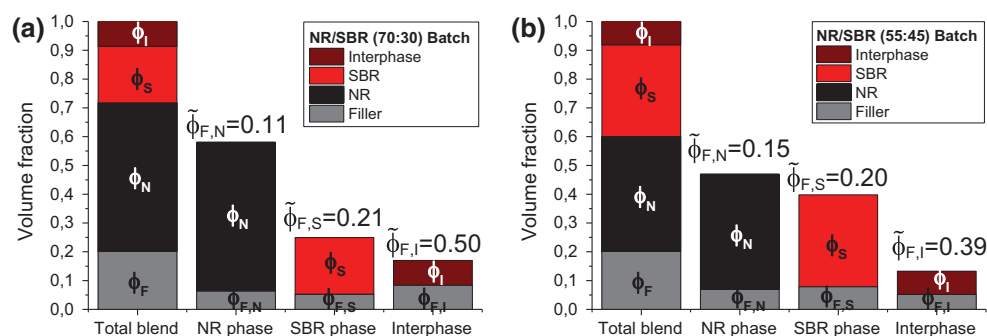 (a)
NR/SBR (70:30) Batch
Interphase
SBR
NR
Filler
Volume fraction
1,0
0,9
0,8
0,7
0,6
0,5
0,4
0,3
0,2
0,1
0,0
ϕI
ϕS
ϕN
ϕF
ϕ̃F,N=0.11
ϕN
ϕF,N
ϕ̃F,S=0.21
ϕS
ϕF,S
ϕ̃F,I=0.50
ϕI
ϕF,I
Total blend NR phase SBR phase Interphase
(b)
NR/SBR (55:45) Batch
Interphase
SBR
NR
Filler
Volume fraction
1,0
0,9
0,8
0,7
0,6
0,5
0,4
0,3
0,2
0,1
0,0
ϕI
ϕS
ϕN
ϕF
ϕ̃F,N=0.15
ϕN
ϕF,N
ϕ̃F,S=0.20
ϕS
ϕF,S
ϕ̃F,I=0.39
ϕI
ϕF,I
Total blend NR phase SBR phase Interphase